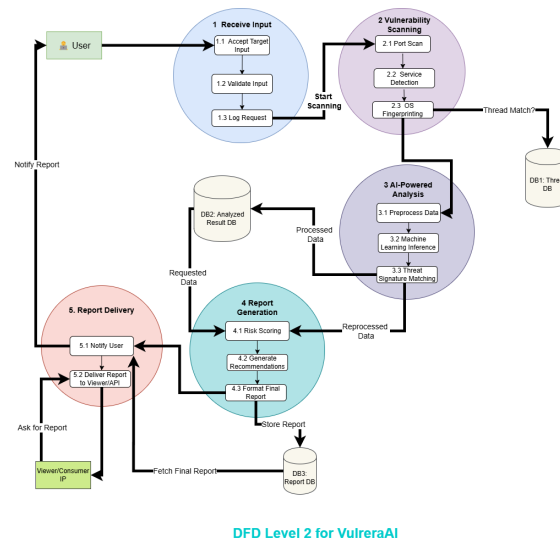 User
1 Receive Input
1.1 Accept Target
Input
1.2 Validate Input
1.3 Log Request
Start
Scanning
2 Vulnerability
Scanning
2.1 Port Scan
2.2 Service
Detection
2.3 OS
Fingerprinting
Thread Match?
DB1: Thre
DB
Notify Report
3 AI-Powered
Analysis
3.1 Preprocess Data
3.2 Machine
Learning Inference
3.3 Threat
Signature Matching
DB2: Analyzed
Result DB
Processed
Data
Requested
Data
Reprocessed
Data
4 Report
Generation
4.1 Risk Scoring
4.2 Generate
Recommendations
4.3 Format Final
Report
5. Report Delivery
5.1 Notify User
5.2 Deliver Report
to Viewer/API
Ask for Report
Store Report
Viewer/Consumer
IP
Fetch Final Report
DB3:
Report DB
DFD Level 2 for VulreraAI